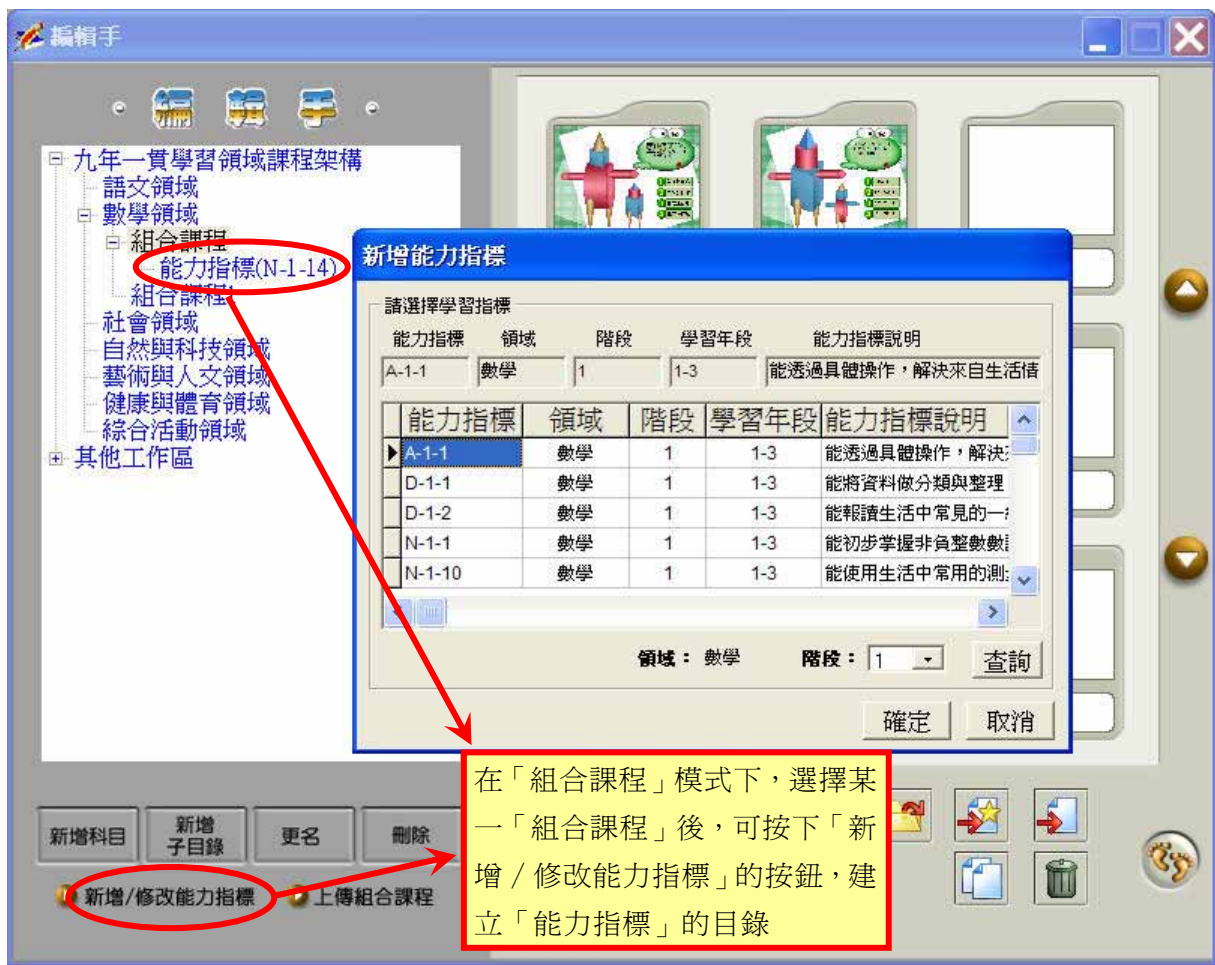 編輯手
編輯手
九年一貫學習領域課程架構
語文領域
數學領域
組合課程
能力指標(N-1-14)
組合課程1
社會領域
自然與科技領域
藝術與人文領域
健康與體育領域
綜合活動領域
其他工作區
新增能力指標
請選擇學習指標
能力指標 領域 階段 學習年段 能力指標說明
A-1-1 數學 1 1-3 能透過具體操作，解決來自生活情
能力指標 領域 階段 學習年段 能力指標說明
A-1-1 數學 1 1-3 能透過具體操作，解決
D-1-1 數學 1 1-3 能將資料做分類與整理
D-1-2 數學 1 1-3 能報讀生活中常見的一
N-1-1 數學 1 1-3 能初步掌握非負整數數
N-1-10 數學 1 1-3 能使用生活中常用的測
領域： 數學 階段： 1 查詢
確定 取消
新增科目 新增子目錄 更名 刪除
新增/修改能力指標 上傳組合課程
在「組合課程」模式下，選擇某
一「組合課程」後，可按下「新
增／修改能力指標」的按鈕，建
立「能力指標」的目錄